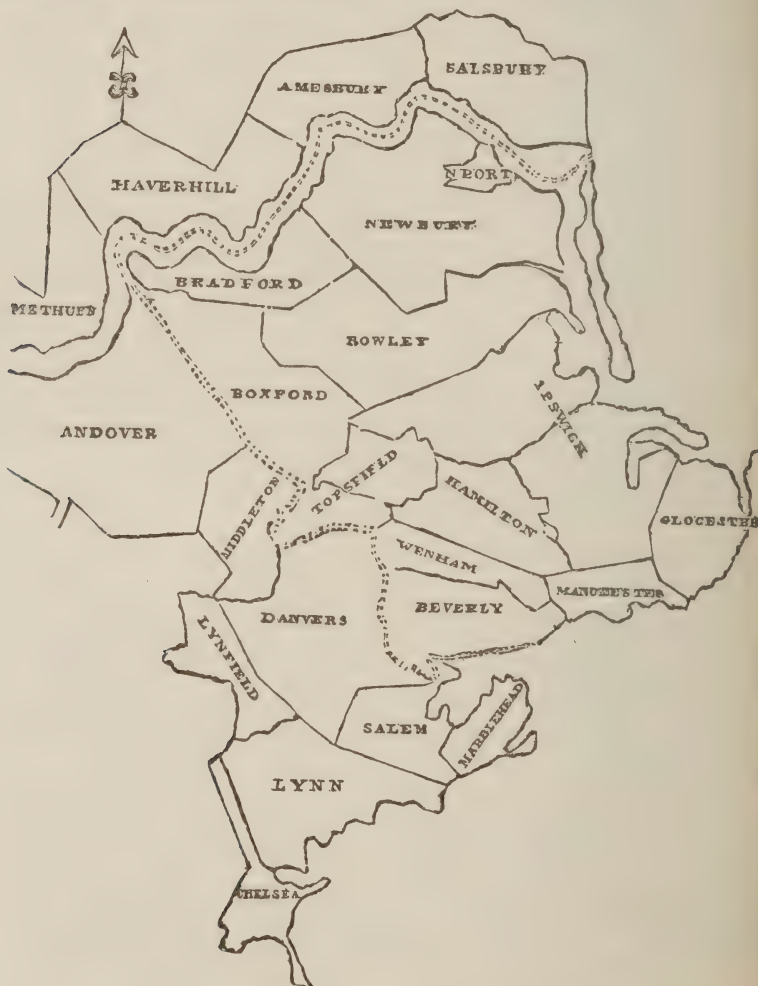 SALSBURY
AMESBURY
NPORT
HAVERHILL
NEWBURY
BRADFORD
METHUEN
ROWLEY
BOXFORD
IPSWICH
ANDOVER
TOPSFIELD
MIDDLETON
HAMILTON
GLOCESTER
WENHAM
MANCHESTER
BEVERLY
DANVERS
LYNFIELD
MARBLEHEAD
SALEM
LYNN
CHELSEA